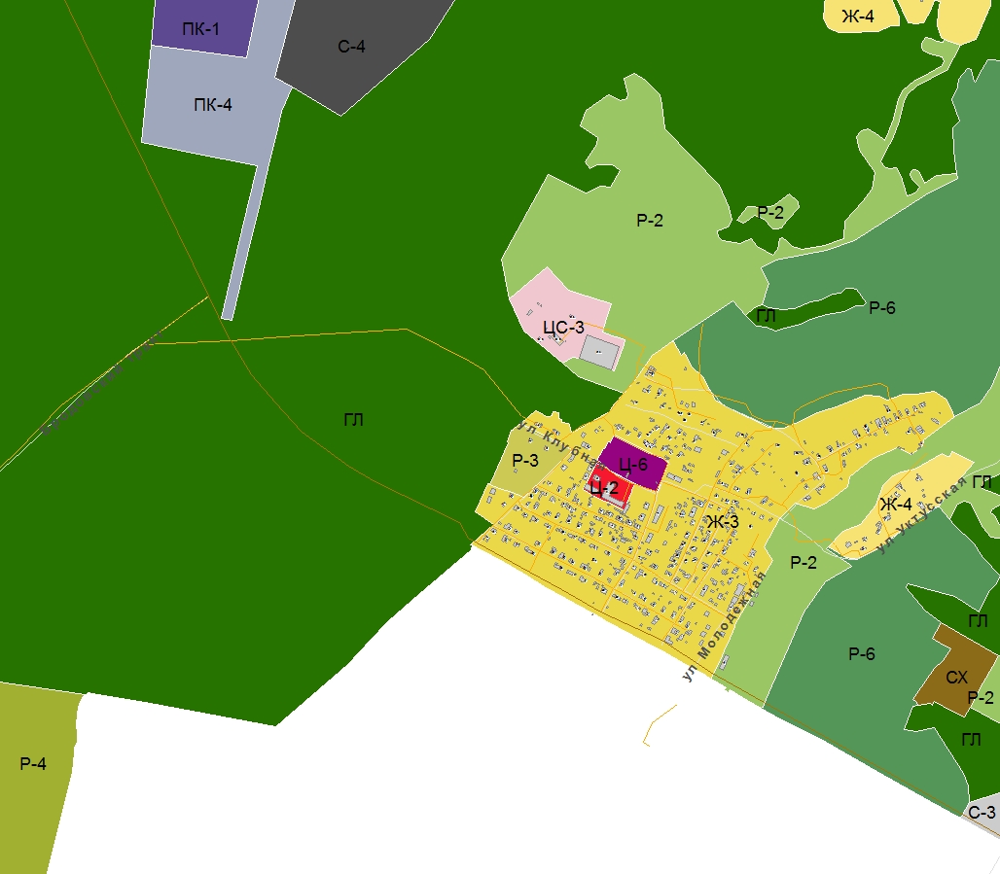 Ж-4
ПК-1
С-4
ПК-4
Р-2
Р-2
Р-6
ГЛ
ЦС-3
ГЛ
ул Клубная
Р-3
Ц-6
Ц-2
ГЛ
Ж-4
ул Уктусская
Ж-3
Р-2
ул Молодежная
ГЛ
Р-6
СХ
Р-2
ГЛ
Р-4
С-3